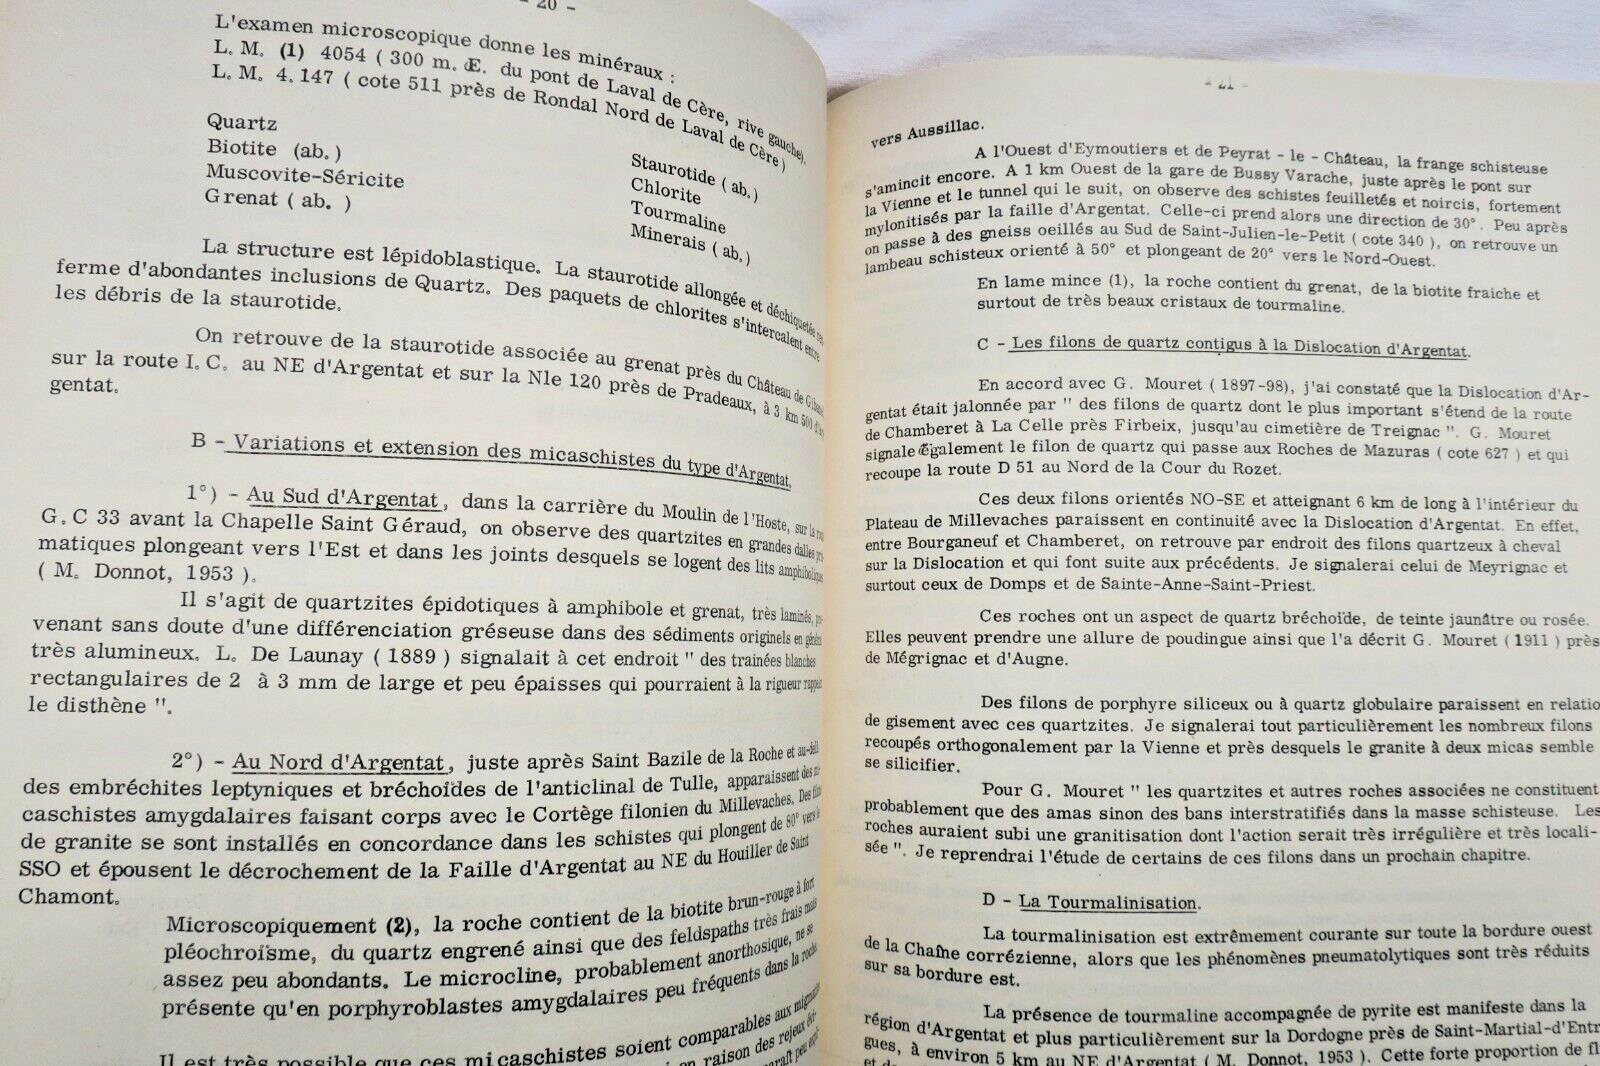 - 20 -
L'examen microscopique donne les minéraux :
L. M. (1) 4054 ( 300 m. Œ. du pont de Laval de Cère, rive gauche).
L. M. 4. 147 ( cote 511 près de Rondal Nord de Laval de Cère )
Quartz
Biotite (ab. )
Muscovite-Séricite
Grenat ( ab. )
Staurotide ( ab. )
Chlorite
Tourmaline
Minerais ( ab. )
La structure est lépidoblastique. La staurotide allongée et déchiquetée
ferme d'abondantes inclusions de Quartz. Des paquets de chlorites s'intercalent entre
les débris de la staurotide.
On retrouve de la staurotide associée au grenat près du Château de
sur la route I. C. au NE d'Argentat et sur la Nle 120 près de Pradeaux, à 3 km 500 d'Ar
gentat.
B - Variations et extension des micaschistes du type d'Argentat.
1°) - Au Sud d'Argentat, dans la carrière du Moulin de l'Hoste, sur la
G. C 33 avant la Chapelle Saint Géraud, on observe des quartzites en grandes dalles
matiques plongeant vers l'Est et dans les joints desquels se logent des lits amphiboliques
( M. Donnot, 1953 ).
Il s'agit de quartzites épidotiques à amphibole et grenat, très laminés,
venant sans doute d'une différenciation gréseuse dans des sédiments originels en général
très alumineux. L. De Launay ( 1889 ) signalait à cet endroit " des trainées blanches
rectangulaires de 2 à 3 mm de large et peu épaisses qui pourraient à la rigueur
le disthène ".
2°) - Au Nord d'Argentat, juste après Saint Bazile de la Roche et au-delà
des embréchites leptyniques et bréchoïdes de l'anticlinal de Tulle, apparaissent des mi-
caschistes amygdalaires faisant corps avec le Cortège filonien du Millevaches. Des filons
de granite se sont installés en concordance dans les schistes qui plongent de 80° vers le
SSO et épousent le décrochement de la Faille d'Argentat au NE du Houiller de Saint
Chamont.
Microscopiquement (2), la roche contient de la biotite brun-rouge à fort
pléochroïsme, du quartz engrené ainsi que des feldspaths très frais mais
assez peu abondants. Le microcline, probablement anorthosique, ne se
présente qu'en porphyroblastes amygdalaires peu fréquents dans la roche.
Il est très possible que ces micaschistes soient comparables aux
en raison des rejeux
paraît peu
- 21 -
vers Aussillac.
A l'Ouest d'Eymoutiers et de Peyrat - le - Château, la frange schisteuse
s'amincit encore. A 1 km Ouest de la gare de Bussy Varache, juste après le pont sur
la Vienne et le tunnel qui le suit, on observe des schistes feuilletés et noircis, fortement
mylonitisés par la faille d'Argentat. Celle-ci prend alors une direction de 30°. Peu après
on passe à des gneiss oeillés au Sud de Saint-Julien-le-Petit ( cote 340 ), on retrouve un
lambeau schisteux orienté à 50° et plongeant de 20° vers le Nord-Ouest.
En lame mince (1), la roche contient du grenat, de la biotite fraiche et
surtout de très beaux cristaux de tourmaline.
C - Les filons de quartz contigus à la Dislocation d'Argentat.
En accord avec G. Mouret ( 1897-98), j'ai constaté que la Dislocation d'Ar-
gentat était jalonnée par " des filons de quartz dont le plus important s'étend de la route
de Chamberet à La Celle près Firbeix, jusqu'au cimetière de Treignac ". G. Mouret
signale également le filon de quartz qui passe aux Roches de Mazuras ( cote 627 ) et qui
recoupe la route D 51 au Nord de la Cour du Rozet.
Ces deux filons orientés NO-SE et atteignant 6 km de long à l'intérieur du
Plateau de Millevaches paraissent en continuité avec la Dislocation d'Argentat. En effet,
entre Bourganeuf et Chamberet, on retrouve par endroit des filons quartzeux à cheval
sur la Dislocation et qui font suite aux précédents. Je signalerai celui de Meyrignac et
surtout ceux de Domps et de Sainte-Anne-Saint-Priest.
Ces roches ont un aspect de quartz bréchoïde, de teinte jaunâtre ou rosée.
Elles peuvent prendre une allure de poudingue ainsi que l'a décrit G. Mouret ( 1911 ) près
de Mégrignac et d'Augne.
Des filons de porphyre siliceux ou à quartz globulaire paraissent en relatio
de gisement avec ces quartzites. Je signalerai tout particulièrement les nombreux filons
recoupés orthogonalement par la Vienne et près desquels le granite à deux micas semble
se silicifier.
Pour G. Mouret " les quartzites et autres roches associées ne constituent
probablement que des amas sinon des bans interstratifiés dans la masse schisteuse. Les
roches auraient subi une granitisation dont l'action serait très irrégulière et très locali-
sée ". Je reprendrai l'étude de certains de ces filons dans un prochain chapitre.
D - La Tourmalinisation.
La tourmalinisation est extrêmement courante sur toute la bordure ouest
de la Chaîne corrézienne, alors que les phénomènes pneumatolytiques sont très réduits
sur sa bordure est.
La présence de tourmaline accompagnée de pyrite est manifeste dans la
région d'Argentat et plus particulièrement sur la Dordogne près de Saint-Martial-d'Entr
gues, à environ 5 km au NE d'Argentat ( M. Donnot, 1953 ). Cette forte proportion de fl